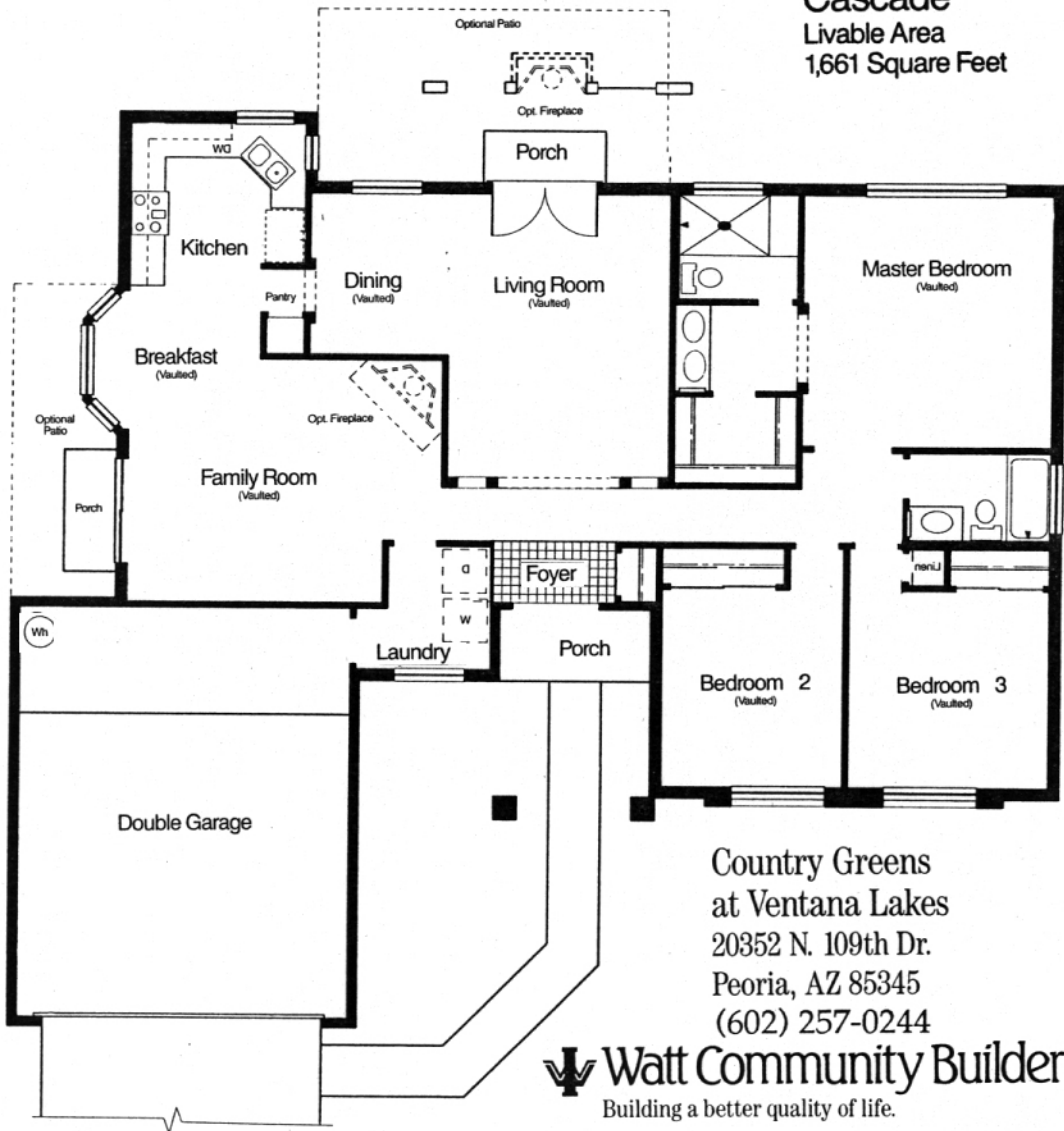 Cascade
Livable Area
1,661 Square Feet
Optional Patio
Opt. Fireplace
Porch
DW
Kitchen
Pantry
Dining
(Vaulted)
Living Room
(Vaulted)
Master Bedroom
(Vaulted)
Breakfast
(Vaulted)
Optional
Patio
Opt. Fireplace
Family Room
(Vaulted)
Porch
Linen
D
Foyer
Wh
W
Laundry
Porch
Bedroom 2
(Vaulted)
Bedroom 3
(Vaulted)
Double Garage
Country Greens
at Ventana Lakes
20352 N. 109th Dr.
Peoria, AZ 85345
(602) 257-0244
W Watt Community Builder
Building a better quality of life.